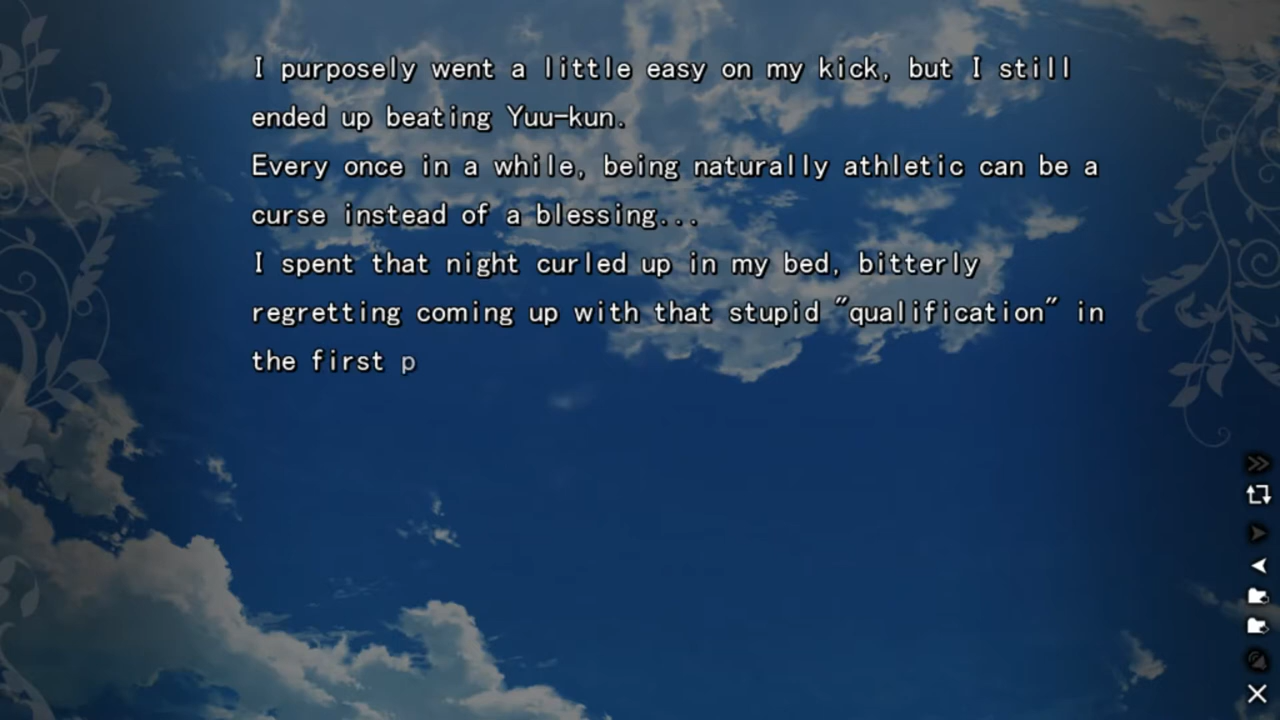 I purposely went a little easy on my kick, but I still
ended up beating Yuu-kun.
Every once in a while, being naturally athletic can be a
curse instead of a blessing...
I spent that night curled up in my bed, bitterly
regretting coming up with that stupid "qualification" in
the first p